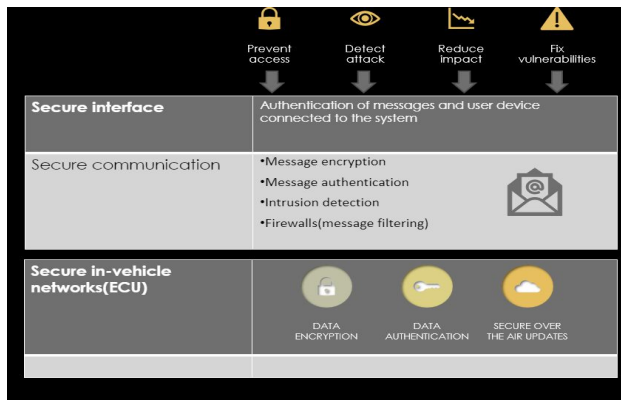 Prevent access
Detect attack
Reduce impact
Fix vulnerabilities
Secure interface
Authentication of messages and user device
connected to the system
Secure communication
•Message encryption
•Message authentication
•Intrusion detection
•Firewalls(message filtering)
@
Secure in-vehicle
networks(ECU)
DATA
ENCRYPTION
DATA
AUTHENTICATION
SECURE OVER
THE AIR UPDATES